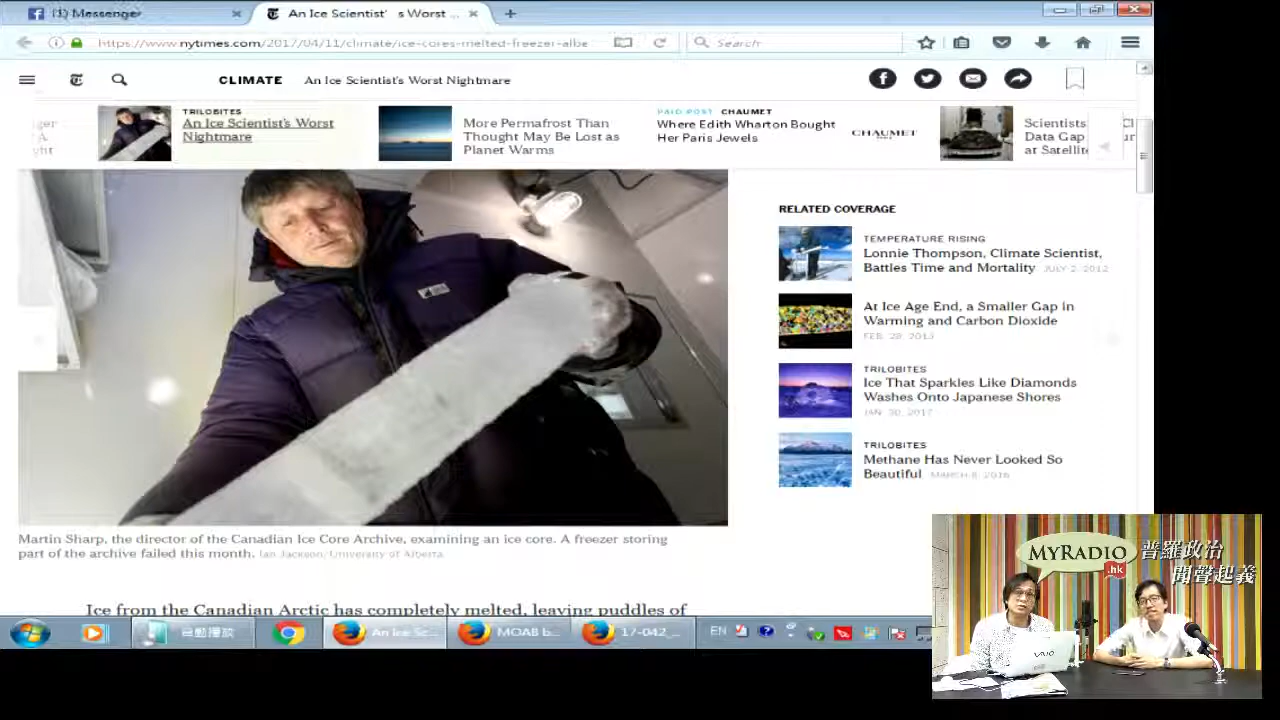 (1) Messenger
An Ice Scientist's Worst ...
https://www.nytimes.com/2017/04/11/climate/ice-cores-melted-freezer-albe
Search
CLIMATE An Ice Scientist's Worst Nightmare
TRILOBITES
An Ice Scientist's Worst
Nightmare
More Permafrost Than
Thought May Be Lost as
Planet Warms
PAID POST CHAUMET
Where Edith Wharton Bought
Her Paris Jewels
CHAUMET
Scientists
Data Gap
at Satellit
RELATED COVERAGE
TEMPERATURE RISING
Lonnie Thompson, Climate Scientist,
Battles Time and Mortality JULY 2, 2012
At Ice Age End, a Smaller Gap in
Warming and Carbon Dioxide
FEB. 28, 2013
TRILOBITES
Ice That Sparkles Like Diamonds
Washes Onto Japanese Shores
JAN. 30, 2017
TRILOBITES
Methane Has Never Looked So
Beautiful MARCH 8, 2016
Martin Sharp, the director of the Canadian Ice Core Archive, examining an ice core. A freezer storing
part of the archive failed this month. Ian Jackson/University of Alberta
Ice from the Canadian Arctic has completely melted, leaving puddles of
自動播放
An Ice Sc...
MOAB b...
17-042_...
EN
MYRADIO
.hk
普羅政治
聞聲起義
VAIO